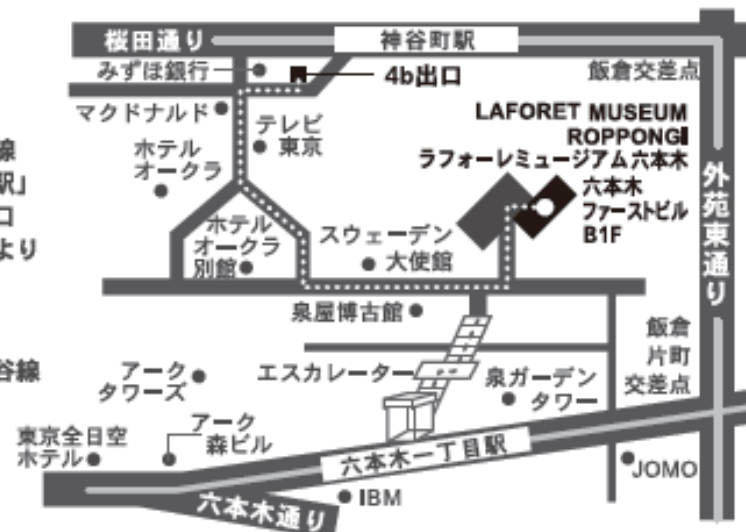 桜田通り
神谷町駅
みずほ銀行
4b出口
飯倉交差点
マクドナルド
LAFORET MUSEUM
ROPPONGI
ラフォーレミュージアム六本木
テレビ
東京
ホテル
オークラ
線
駅」
口
より
六本木
ファーストビル
B1F
外苑東通り
ホテル
オークラ
別館
スウェーデン
大使館
泉屋博古館
飯倉
片町
交差点
谷線
アーク
タワーズ
エスカレーター
泉ガーデン
タワー
アーク
森ビル
東京全日空
ホテル
六本木一丁目駅
JOMO
六本木通り
IBM